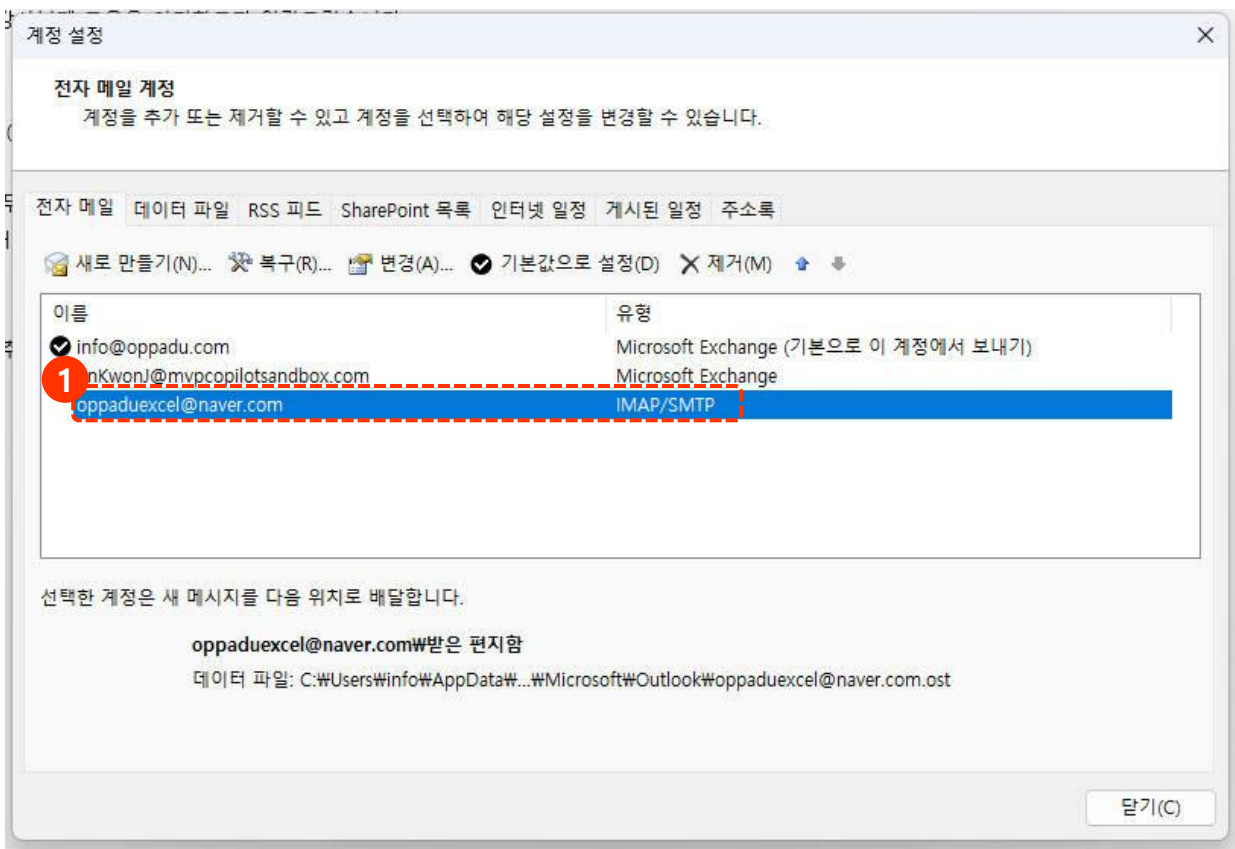 계정 설정
전자 메일 계정
계정을 추가 또는 제거할 수 있고 계정을 선택하여 해당 설정을 변경할 수 있습니다.
전자 메일 데이터 파일 RSS 피드 SharePoint 목록 인터넷 일정 게시된 일정 주소록
새로 만들기(N)... 복구(R)... 변경(A)... 기본값으로 설정(D) 제거(M)
이름 유형
info@oppadu.com Microsoft Exchange (기본으로 이 계정에서 보내기)
1 nKwonJ@mvpcopilotsandbox.com Microsoft Exchange
oppaduexcel@naver.com IMAP/SMTP
선택한 계정은 새 메시지를 다음 위치로 배달합니다.
oppaduexcel@naver.com₩받은 편지함
데이터 파일: C:₩Users₩info₩AppData₩...₩Microsoft₩Outlook₩oppaduexcel@naver.com.ost
닫기(C)